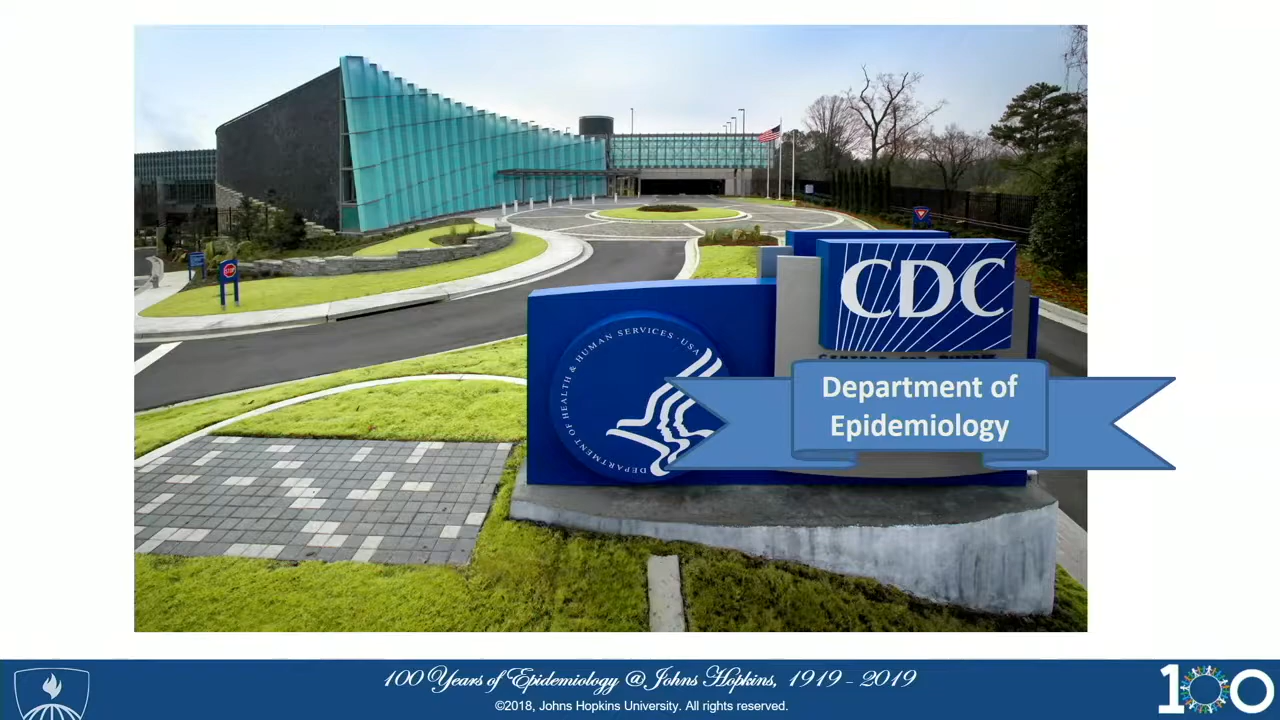 CDC
DEPARTMENT OF HEALTH & HUMAN SERVICES · USA
STOP
Department of
Epidemiology
100 Years of Epidemiology @ Johns Hopkins, 1919 - 2019
©2018, Johns Hopkins University. All rights reserved.
100